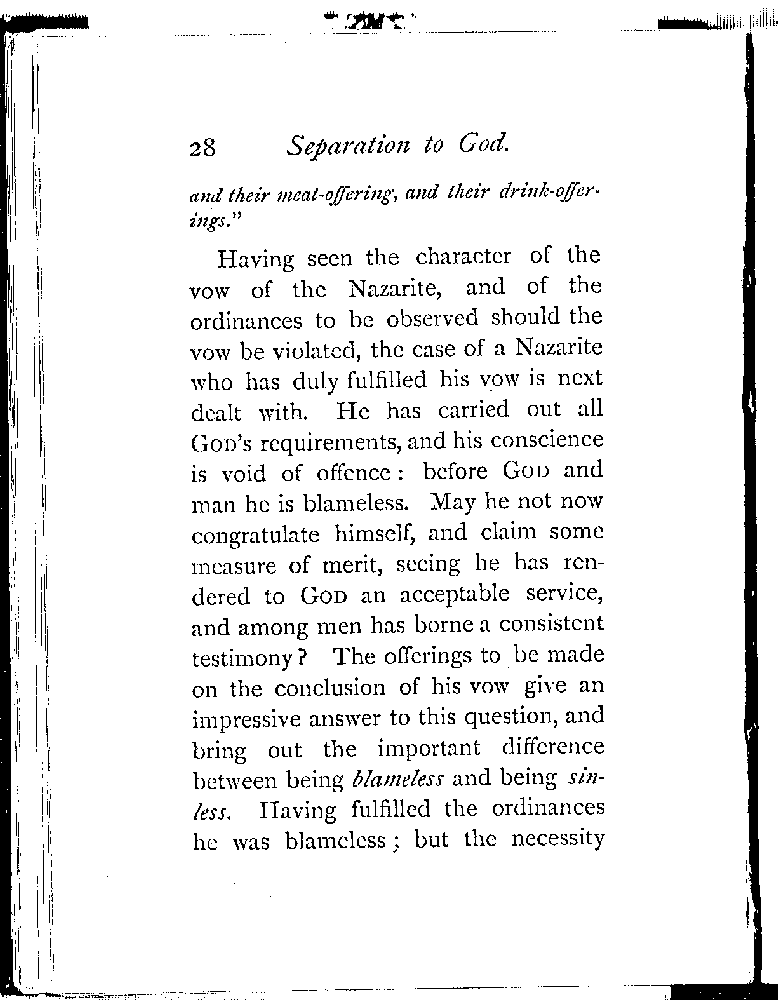 28 Separation to God.
and their meat-offering, and their drink-offer-
ings."
Having seen the character of the
vow of the Nazarite, and of the
ordinances to be observed should the
vow be violated, the case of a Nazarite
who has duly fulfilled his vow is next
dealt with. He has carried out all
GOD's requirements, and his conscience
is void of offence: before GOD and
man he is blameless. May he not now
congratulate himself, and claim some
measure of merit, seeing he has ren-
dered to GOD an acceptable service,
and among men has borne a consistent
testimony? The offerings to be made
on the conclusion of his vow give an
impressive answer to this question, and
bring out the important difference
between being blameless and being sin-
less. Having fulfilled the ordinances
he was blameless; but the necessity